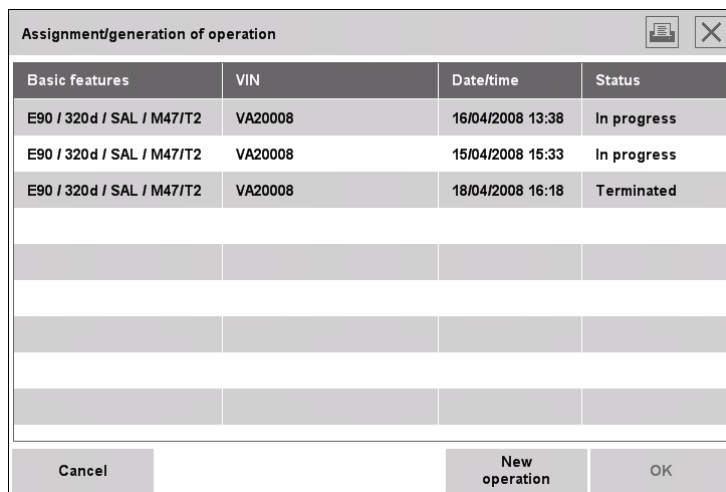 Assignment/generation of operation
Basic features VIN Date/time Status
E90 / 320d / SAL / M47/T2 VA20008 16/04/2008 13:38 In progress
E90 / 320d / SAL / M47/T2 VA20008 15/04/2008 15:33 In progress
E90 / 320d / SAL / M47/T2 VA20008 18/04/2008 16:18 Terminated
Cancel
New
operation
OK